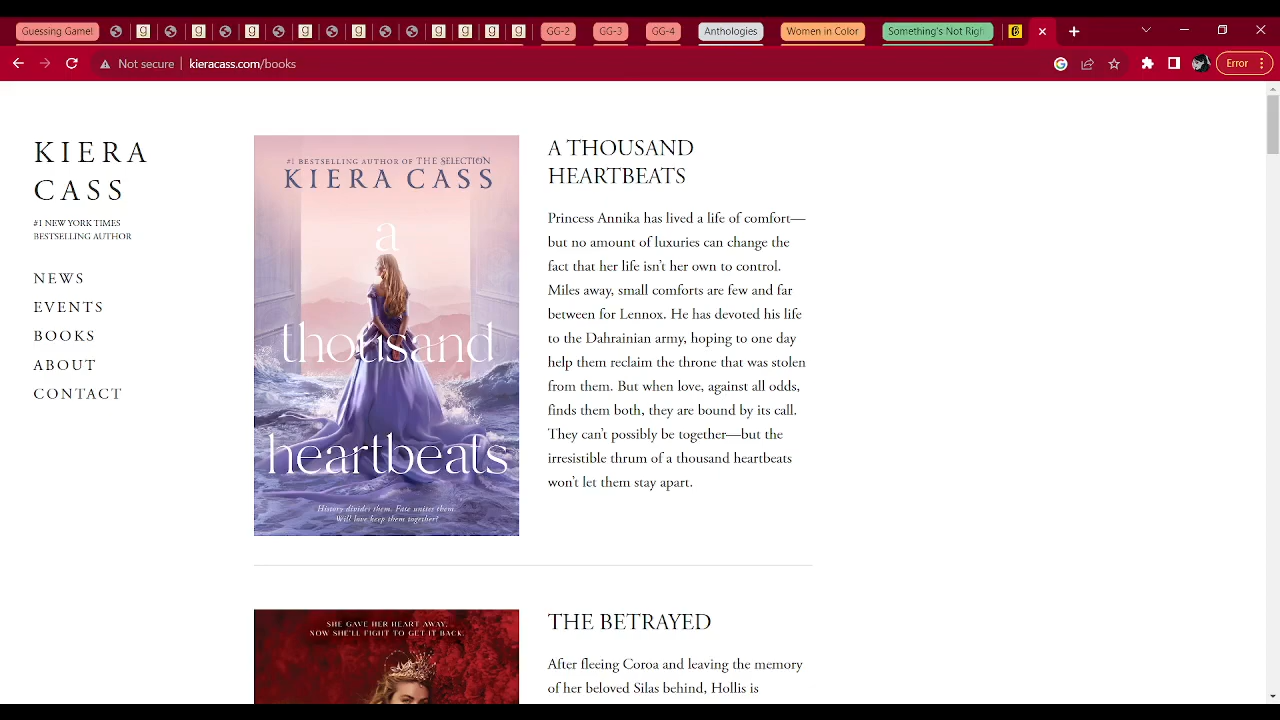 Guessing Game!
GG-2
GG-3
GG-4
Anthologies
Women in Color
Something's Not Righ
Not secure
kieracass.com/books
Error
KIERA
CASS
#1 NEW YORK TIMES
BESTSELLING AUTHOR
NEWS
EVENTS
BOOKS
ABOUT
CONTACT
#1 BESTSELLING AUTHOR OF THE SELECTION
KIERA CASS
a
thousand
heartbeats
History divides them. Fate unites them.
Will love keep them together?
A THOUSAND
HEARTBEATS
Princess Annika has lived a life of comfort—
but no amount of luxuries can change the
fact that her life isn't her own to control.
Miles away, small comforts are few and far
between for Lennox. He has devoted his life
to the Dahrainian army, hoping to one day
help them reclaim the throne that was stolen
from them. But when love, against all odds,
finds them both, they are bound by its call.
They can't possibly be together—but the
irresistible thrum of a thousand heartbeats
won't let them stay apart.
SHE GAVE HER HEART AWAY,
NOW SHE'LL FIGHT TO GET IT BACK.
THE BETRAYED
After fleeing Coroa and leaving the memory
of her beloved Silas behind, Hollis is